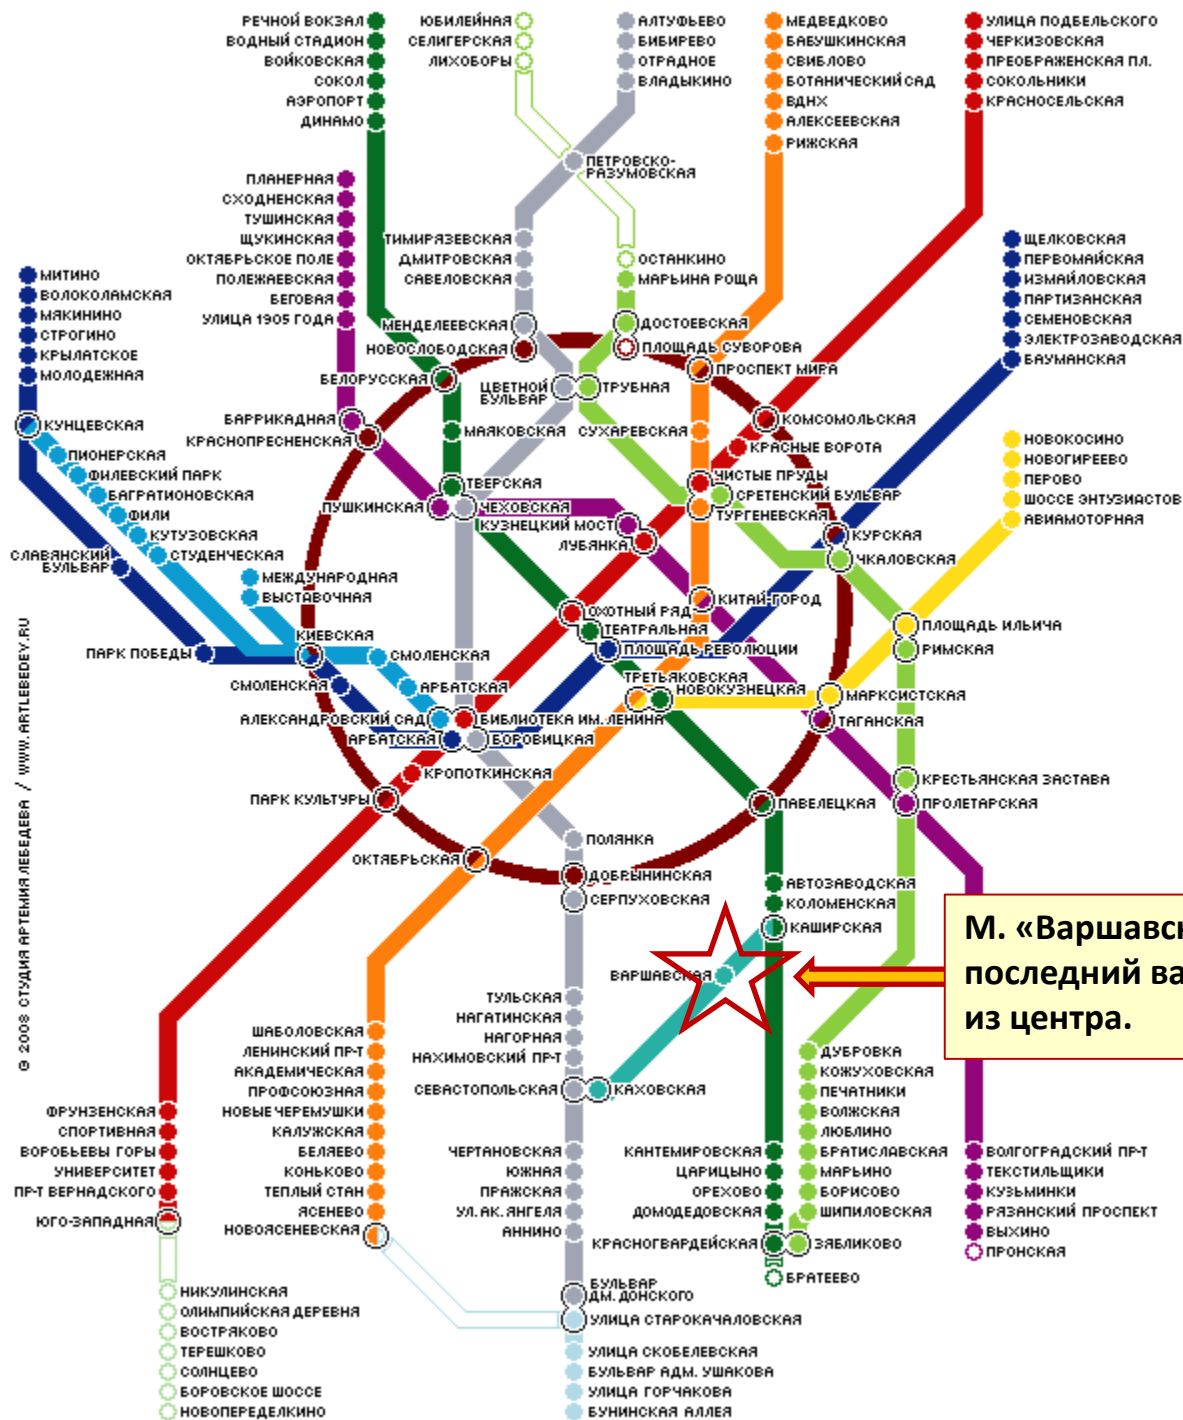 РЕЧНОЙ ВОКЗАЛ
ВОДНЫЙ СТАДИОН
ВОЙКОВСКАЯ
СОКОЛ
АЭРОПОРТ
ДИНАМО
ЮБИЛЕЙНАЯ
СЕЛИГЕРСКАЯ
ЛИХОБОРЫ
АЛТУФЬЕВО
БИБИРЕВО
ОТРАДНОЕ
ВЛАДЫКИНО
МЕДВЕДКОВО
БАБУШКИНСКАЯ
СВИБЛОВО
БОТАНИЧЕСКИЙ САД
ВДНХ
АЛЕКСЕЕВСКАЯ
РИЖСКАЯ
УЛИЦА ПОДБЕЛЬСКОГО
ЧЕРКИЗОВСКАЯ
ПРЕОБРАЖЕНСКАЯ ПЛ.
СОКОЛЬНИКИ
КРАСНОСЕЛЬСКАЯ
ПЕТРОВСКО-
РАЗУМОВСКАЯ
ПЛАНЕРНАЯ
СХОДНЕНСКАЯ
ТУШИНСКАЯ
ЩУКИНСКАЯ
ОКТЯБРЬСКОЕ ПОЛЕ
ПОЛЕЖАЕВСКАЯ
БЕГОВАЯ
УЛИЦА 1905 ГОДА
ТИМИРЯЗЕВСКАЯ
ДМИТРОВСКАЯ
САВЕЛОВСКАЯ
ОСТАНКИНО
МАРЬИНА РОЩА
ЩЕЛКОВСКАЯ
ПЕРВОМАЙСКАЯ
ИЗМАЙЛОВСКАЯ
ПАРТИЗАНСКАЯ
СЕМЕНОВСКАЯ
ЭЛЕКТРОЗАВОДСКАЯ
БАУМАНСКАЯ
МИТИНО
ВОЛОКОЛАМСКАЯ
МЯКИНИНО
СТРОГИНО
КРЫЛАТСКОЕ
МОЛОДЕЖНАЯ
МЕНДЕЛЕЕВСКАЯ
НОВОСЛОБОДСКАЯ
ДОСТОЕВСКАЯ
ПЛОЩАДЬ СУВОРОВА
БЕЛОРУССКАЯ
ЦВЕТНОЙ
БУЛЬВАР
ТРУБНАЯ
ПРОСПЕКТ МИРА
КУНЦЕВСКАЯ
БАРРИКАДНАЯ
КРАСНОПРЕСНЕНСКАЯ
МАЯКОВСКАЯ
СУХАРЕВСКАЯ
КОМСОМОЛЬСКАЯ
КРАСНЫЕ ВОРОТА
НОВОКОСИНО
НОВОГИРЕЕВО
ПЕРОВО
ШОССЕ ЭНТУЗИАСТОВ
АВИАМОТОРНАЯ
ПИОНЕРСКАЯ
ФИЛЕВСКИЙ ПАРК
БАГРАТИОНОВСКАЯ
ФИЛИ
КУТУЗОВСКАЯ
СТУДЕНЧЕСКАЯ
СЛАВЯНСКИЙ
БУЛЬВАР
ТВЕРСКАЯ
ПУШКИНСКАЯ
ЧЕХОВСКАЯ
КУЗНЕЦКИЙ МОСТ
ЛУБЯНКА
ЧИСТЫЕ ПРУДЫ
СРЕТЕНСКИЙ БУЛЬВАР
ТУРГЕНЕВСКАЯ
КУРСКАЯ
ЧКАЛОВСКАЯ
МЕЖДУНАРОДНАЯ
ВЫСТАВОЧНАЯ
КИЕВСКАЯ
ПАРК ПОБЕДЫ
СМОЛЕНСКАЯ
СМОЛЕНСКАЯ
АРБАТСКАЯ
ОХОТНЫЙ РЯД
ТЕАТРАЛЬНАЯ
ПЛОЩАДЬ РЕВОЛЮЦИИ
КИТАЙ-ГОРОД
ПЛОЩАДЬ ИЛЬИЧА
РИМСКАЯ
ТРЕТЬЯКОВСКАЯ
НОВОКУЗНЕЦКАЯ
МАРКСИСТСКАЯ
ТАГАНСКАЯ
АЛЕКСАНДРОВСКИЙ САД
БИБЛИОТЕКА ИМ. ЛЕНИНА
АРБАТСКАЯ
БОРОВИЦКАЯ
КРОПОТКИНСКАЯ
ПАРК КУЛЬТУРЫ
ПАВЕЛЕЦКАЯ
КРЕСТЬЯНСКАЯ ЗАСТАВА
ПРОЛЕТАРСКАЯ
ОКТЯБРЬСКАЯ
ПОЛЯНКА
ДОБРЫНИНСКАЯ
СЕРПУХОВСКАЯ
АВТОЗАВОДСКАЯ
КОЛОМЕНСКАЯ
КАШИРСКАЯ
ВАРШАВСКАЯ
М. «Варшавс
последний ва
из центра.
ТУЛЬСКАЯ
НАГАТИНСКАЯ
НАГОРНАЯ
НАХИМОВСКИЙ ПР-Т
СЕВАСТОПОЛЬСКАЯ
КАХОВСКАЯ
ШАБОЛОВСКАЯ
ЛЕНИНСКИЙ ПР-Т
АКАДЕМИЧЕСКАЯ
ПРОФСОЮЗНАЯ
НОВЫЕ ЧЕРЕМУШКИ
КАЛУЖСКАЯ
БЕЛЯЕВО
КОНЬКОВО
ТЕПЛЫЙ СТАН
ЯСЕНЕВО
НОВОЯСЕНЕВСКАЯ
ФРУНЗЕНСКАЯ
СПОРТИВНАЯ
ВОРОБЬЕВЫ ГОРЫ
УНИВЕРСИТЕТ
ПР-Т ВЕРНАДСКОГО
ЮГО-ЗАПАДНАЯ
ЧЕРТАНОВСКАЯ
ЮЖНАЯ
ПРАЖСКАЯ
УЛ. АК. ЯНГЕЛЯ
АННИНО
БУЛЬВАР
ДМ. ДОНСКОГО
УЛИЦА СТАРОКАЧАЛОВСКАЯ
УЛИЦА СКОБЕЛЕВСКАЯ
БУЛЬВАР АДМ. УШАКОВА
УЛИЦА ГОРЧАКОВА
БУНИНСКАЯ АЛЛЕЯ
КАНТЕМИРОВСКАЯ
ЦАРИЦЫНО
ОРЕХОВО
ДОМОДЕДОВСКАЯ
КРАСНОГВАРДЕЙСКАЯ
БРАТЕЕВО
ДУБРОВКА
КОЖУХОВСКАЯ
ПЕЧАТНИКИ
ВОЛЖСКАЯ
ЛЮБЛИНО
БРАТИСЛАВСКАЯ
МАРЬИНО
БОРИСОВО
ШИПИЛОВСКАЯ
ЗЯБЛИКОВО
ВОЛГОГРАДСКИЙ ПР-Т
ТЕКСТИЛЬЩИКИ
КУЗЬМИНКИ
РЯЗАНСКИЙ ПРОСПЕКТ
ВЫХИНО
ПРОНСКАЯ
НИКУЛИНСКАЯ
ОЛИМПИЙСКАЯ ДЕРЕВНЯ
ВОСТРЯКОВО
ТЕРЕШКОВО
СОЛНЦЕВО
БОРОВСКОЕ ШОССЕ
НОВОПЕРЕДЕЛКИНО
© 2008 СТУДИЯ АРТЕМИЯ ЛЕБЕДЕВА / WWW.ARTLEBEDEV.RU